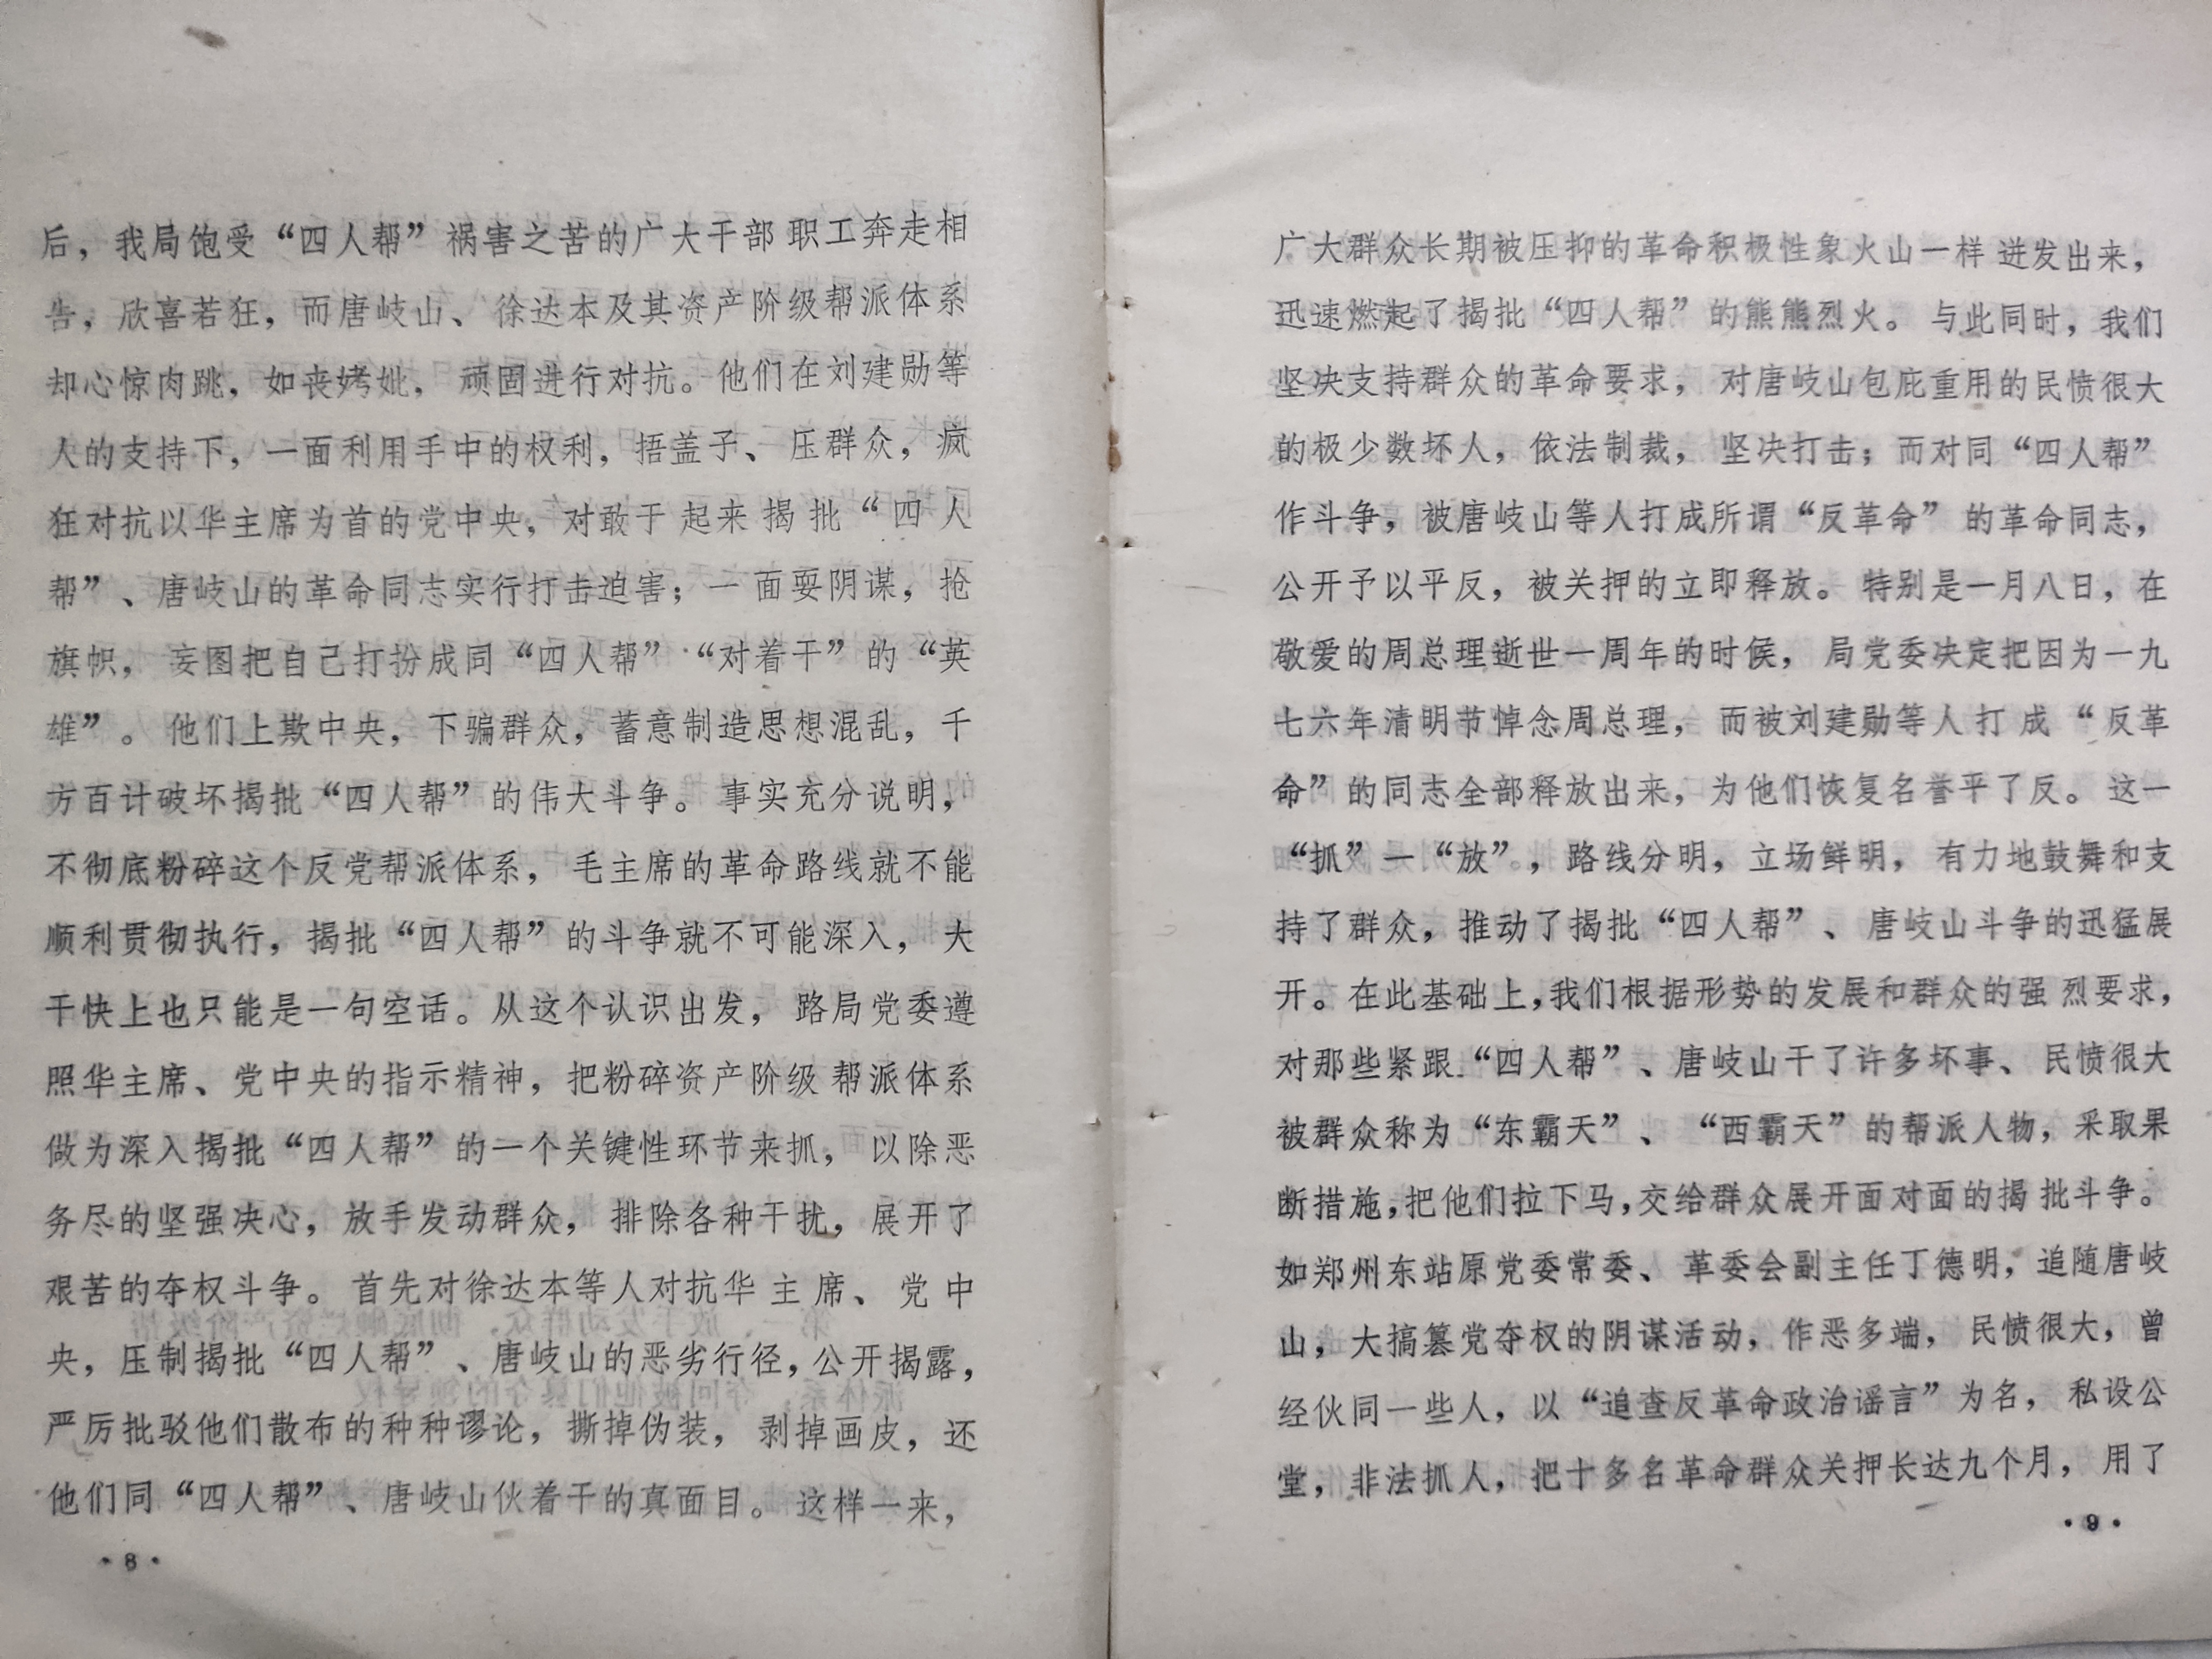 后，我局饱受“四人帮”祸害之苦的广大干部职工奔走相
告，欣喜若狂，而唐岐山、徐达本及其资产阶级帮派体系
却心惊肉跳，如丧考妣，顽固进行对抗。他们在刘建勋等
人的支持下，一面利用手中的权利，捂盖子、压群众，疯
狂对抗以华主席为首的党中央。对敢于起来揭批“四人
帮”、唐岐山的革命同志实行打击迫害；一面耍阴谋，抢
旗帜，妄图把自己打扮成同“四人帮”“对着干”的“英
雄”。他们上欺中央，下骗群众，蓄意制造思想混乱，千
方百计破坏揭批“四人帮”的伟大斗争。事实充分说明，
不彻底粉碎这个反党帮派体系，毛主席的革命路线就不能
顺利贯彻执行，揭批“四人帮”的斗争就不可能深入，大
干快上也只能是一句空话。从这个认识出发，路局党委遵
照华主席、党中央的指示精神，把粉碎资产阶级帮派体系
做为深入揭批“四人帮”的一个关键性环节来抓，以除恶
务尽的坚强决心，放手发动群众，排除各种干扰，展开了
艰苦的夺权斗争。首先对徐达本等人对抗华主席、党中
央，压制揭批“四人帮”、唐岐山的恶劣行径，公开揭露，
严厉批驳他们散布的种种谬论，撕掉伪装，剥掉画皮，还
他们同“四人帮”、唐岐山伙着干的真面目。这样一来，
·8·
广大群众长期被压抑的革命积极性象火山一样迸发出来，
迅速燃起了揭批“四人帮”的熊熊烈火。与此同时，我们
坚决支持群众的革命要求，对唐岐山包庇重用的民愤很大
的极少数坏人，依法制裁，坚决打击；而对同“四人帮”
作斗争，被唐岐山等人打成所谓“反革命”的革命同志，
公开予以平反，被关押的立即释放。特别是一月八日，在
敬爱的周总理逝世一周年的时候，局党委决定把因为一九
七六年清明节悼念周总理，而被刘建勋等人打成“反革
命”的同志全部释放出来，为他们恢复名誉平了反。这一
“抓”一“放”，路线分明，立场鲜明，有力地鼓舞和支
持了群众，推动了揭批“四人帮”、唐岐山斗争的迅猛展
开。在此基础上，我们根据形势的发展和群众的强烈要求，
对那些紧跟“四人帮”、唐岐山干了许多坏事、民愤很大
被群众称为“东霸天”、“西霸天”的帮派人物，采取果
断措施，把他们拉下马，交给群众展开面对面的揭批斗争。
如郑州东站原党委常委、革委会副主任丁德明，追随唐岐
山，大搞篡党夺权的阴谋活动，作恶多端，民愤很大，曾
经伙同一些人，以“追查反革命政治谣言”为名，私设公
堂，非法抓人，把十多名革命群众关押长达九个月，用了
·9·